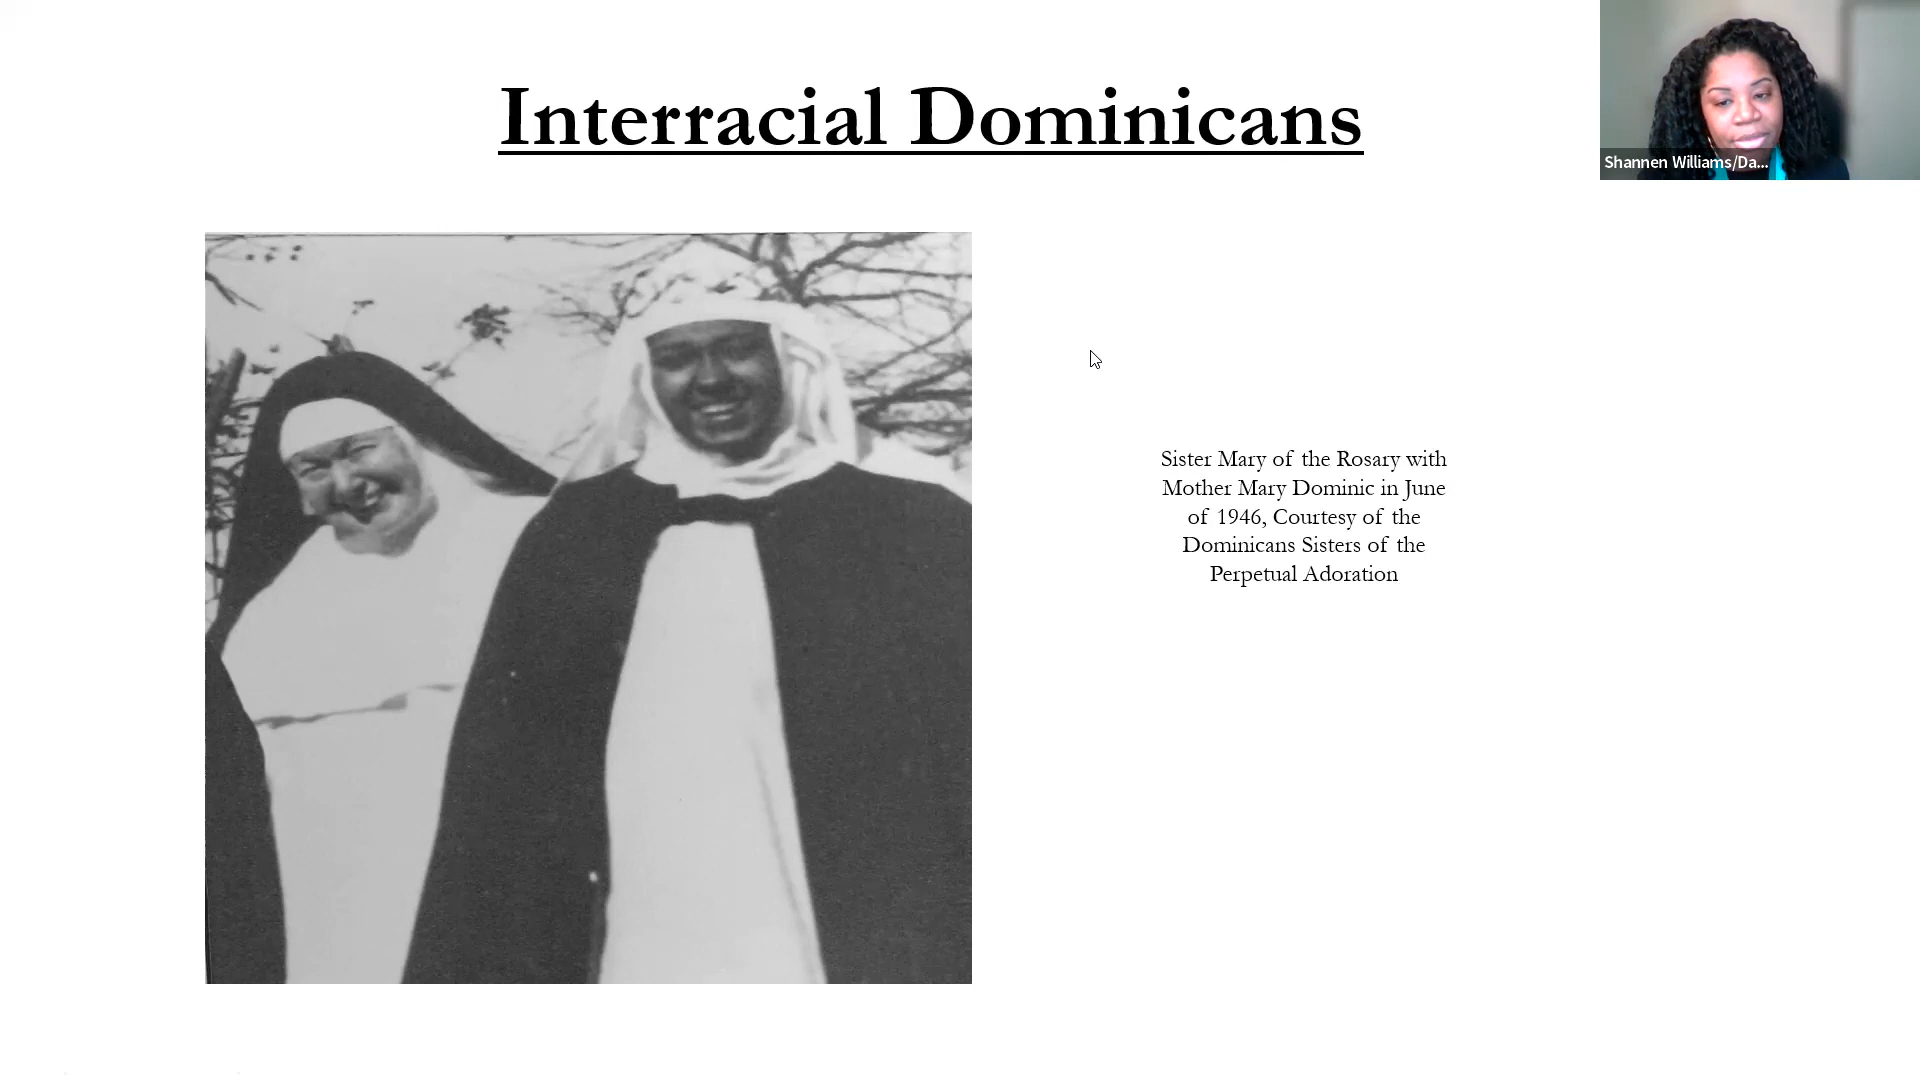 Interracial Dominicans
Shannen Williams/Da...
Sister Mary of the Rosary with
Mother Mary Dominic in June
of 1946, Courtesy of the
Dominicans Sisters of the
Perpetual Adoration